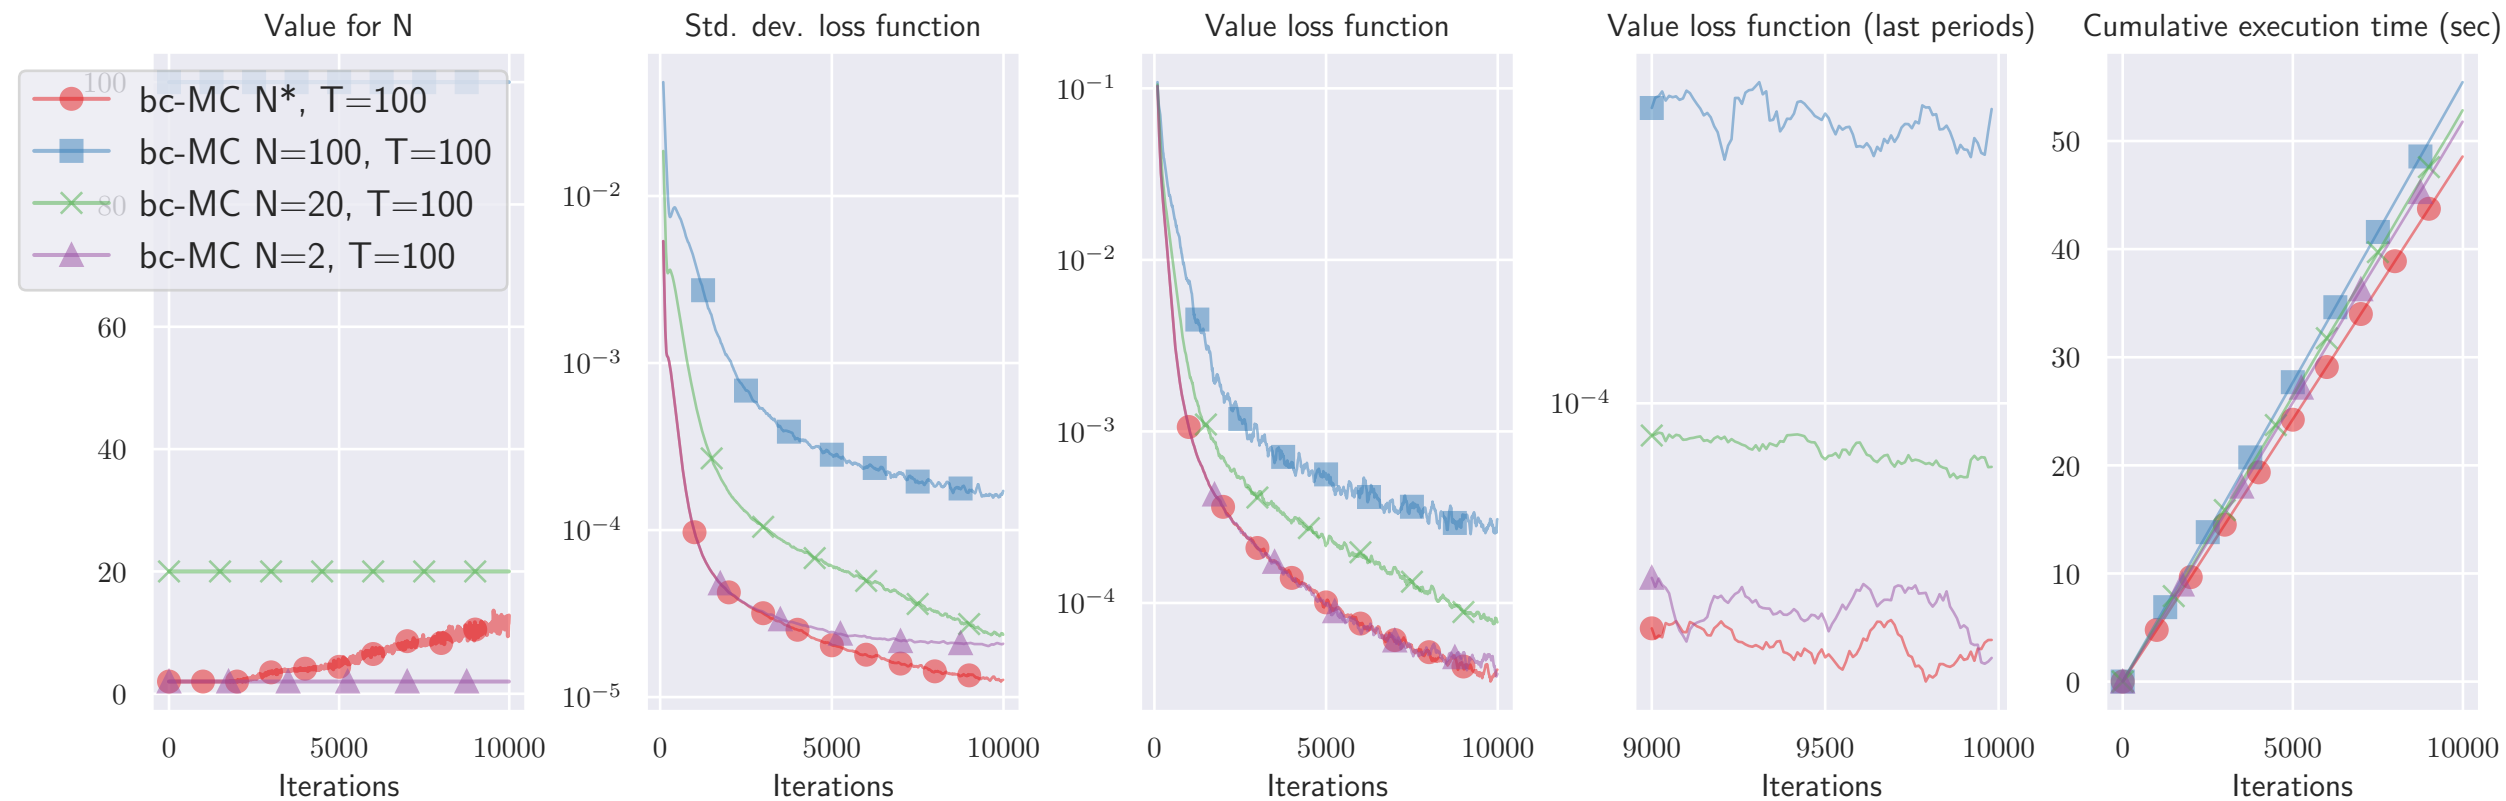 Value for N
100
80
60
40
20
0
0 5000 10000
Iterations
bc-MC N*, T=100
bc-MC N=100, T=100
bc-MC N=20, T=100
bc-MC N=2, T=100
Std. dev. loss function
10−2
10−3
10−4
10−5
0 5000 10000
Iterations
Value loss function
10−1
10−2
10−3
10−4
0 5000 10000
Iterations
Value loss function (last periods)
10−4
9000 9500 10000
Iterations
Cumulative execution time (sec)
50
40
30
20
10
0
0 5000 10000
Iterations